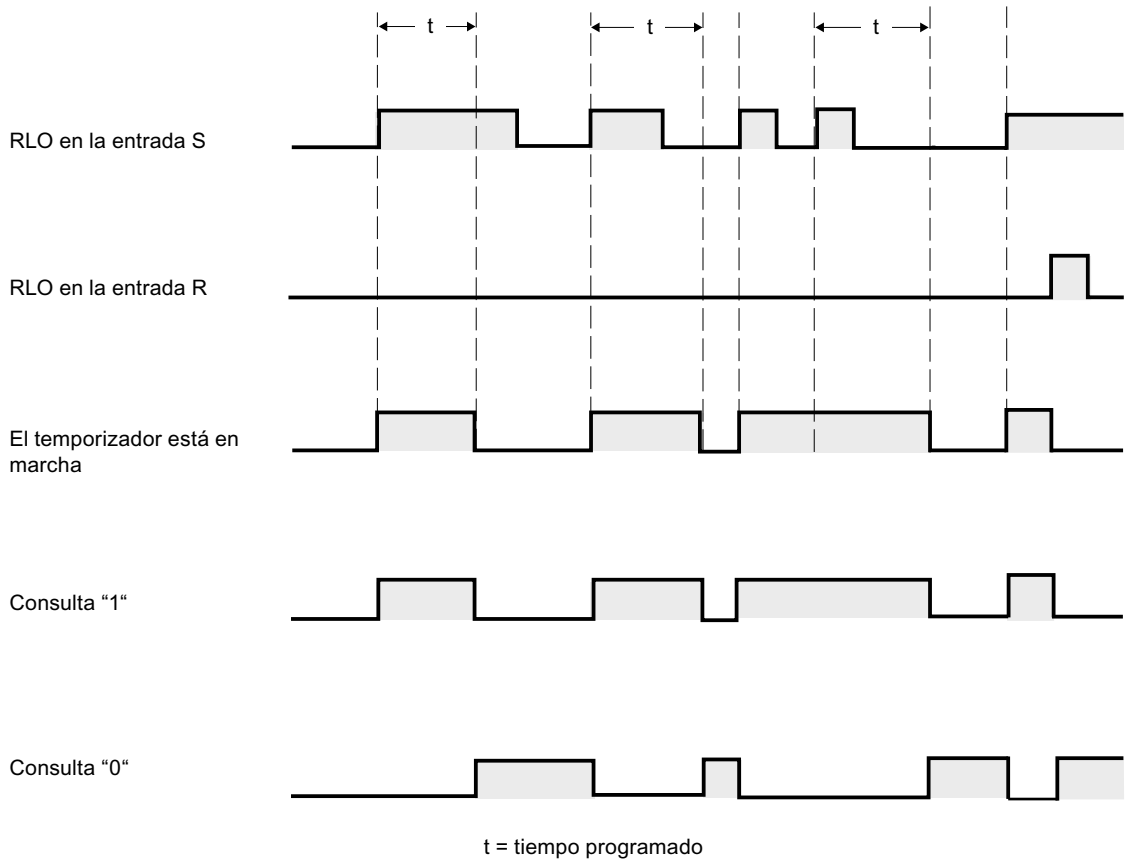 t t t
RLO en la entrada S
RLO en la entrada R
El temporizador está en
marcha
Consulta “1“
Consulta “0“
t = tiempo programado